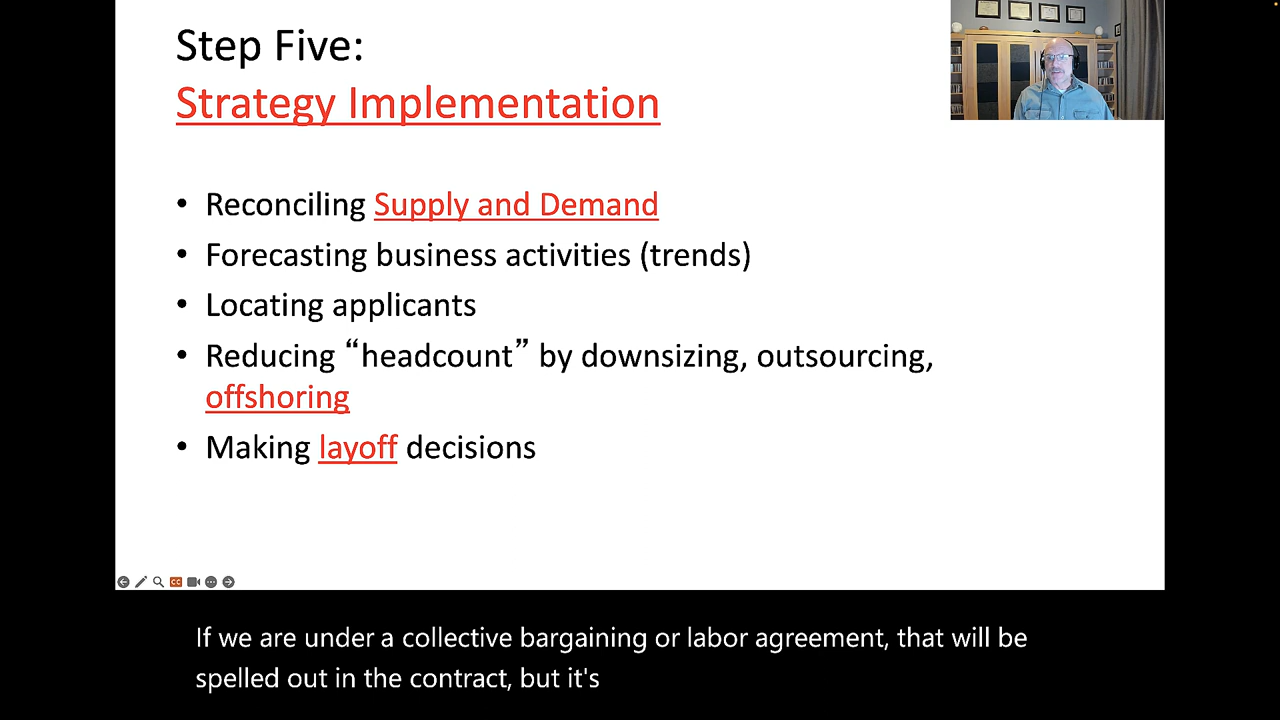 Step Five:
Strategy Implementation
• Reconciling Supply and Demand
• Forecasting business activities (trends)
• Locating applicants
• Reducing “headcount” by downsizing, outsourcing,
offshoring
• Making layoff decisions
CC
If we are under a collective bargaining or labor agreement, that will be
spelled out in the contract, but it's